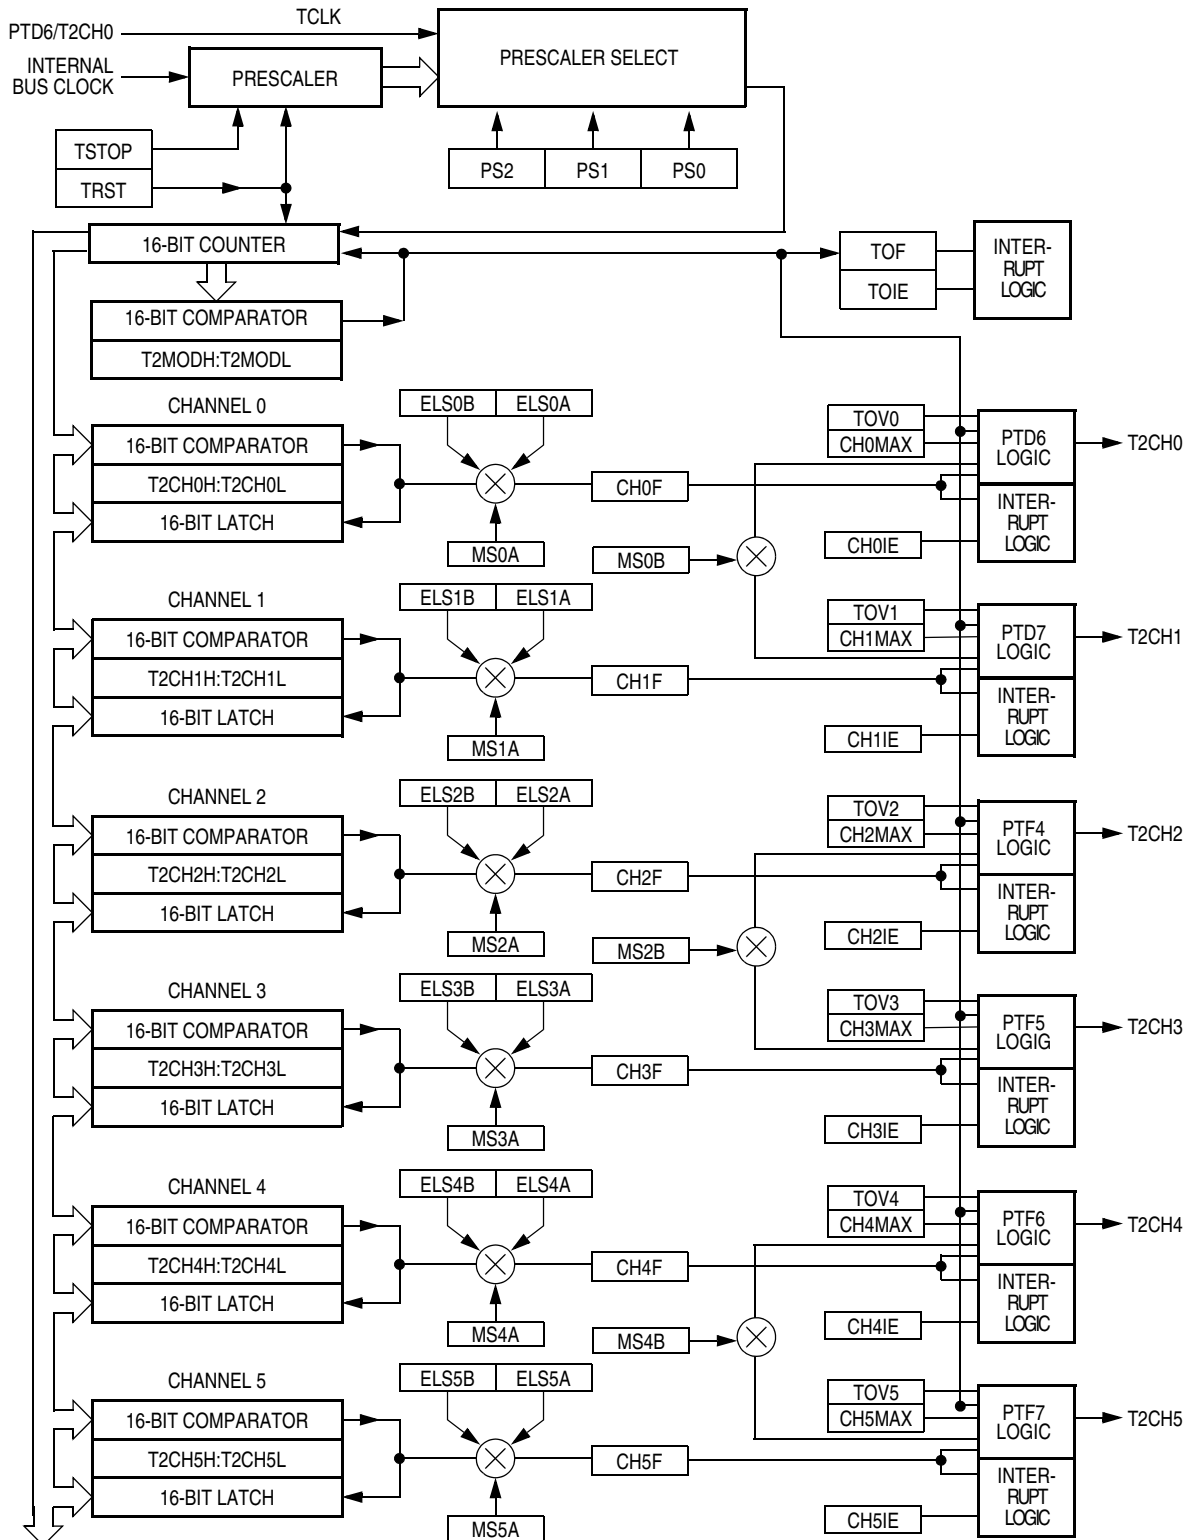 TCLK
PTD6/T2CH0
INTERNAL
BUS CLOCK
PRESCALER
PRESCALER SELECT
TSTOP
TRST
PS2
PS1
PS0
16-BIT COUNTER
TOF
TOIE
INTER-
RUPT
LOGIC
16-BIT COMPARATOR
T2MODH:T2MODL
CHANNEL 0
ELS0B
ELS0A
TOV0
CH0MAX
PTD6
LOGIC
T2CH0
16-BIT COMPARATOR
T2CH0H:T2CH0L
16-BIT LATCH
CH0F
INTER-
RUPT
LOGIC
MS0A
MS0B
CH0IE
CHANNEL 1
ELS1B
ELS1A
TOV1
CH1MAX
PTD7
LOGIC
T2CH1
16-BIT COMPARATOR
T2CH1H:T2CH1L
16-BIT LATCH
CH1F
INTER-
RUPT
LOGIC
MS1A
CH1IE
CHANNEL 2
ELS2B
ELS2A
TOV2
CH2MAX
PTF4
LOGIC
T2CH2
16-BIT COMPARATOR
T2CH2H:T2CH2L
16-BIT LATCH
CH2F
INTER-
RUPT
LOGIC
MS2A
MS2B
CH2IE
CHANNEL 3
ELS3B
ELS3A
TOV3
CH3MAX
PTF5
LOGIG
T2CH3
16-BIT COMPARATOR
T2CH3H:T2CH3L
16-BIT LATCH
CH3F
INTER-
RUPT
LOGIC
MS3A
CH3IE
CHANNEL 4
ELS4B
ELS4A
TOV4
CH4MAX
PTF6
LOGIC
T2CH4
16-BIT COMPARATOR
T2CH4H:T2CH4L
16-BIT LATCH
CH4F
INTER-
RUPT
LOGIC
MS4A
MS4B
CH4IE
CHANNEL 5
ELS5B
ELS5A
TOV5
CH5MAX
PTF7
LOGIC
T2CH5
16-BIT COMPARATOR
T2CH5H:T2CH5L
16-BIT LATCH
CH5F
INTER-
RUPT
LOGIC
MS5A
CH5IE